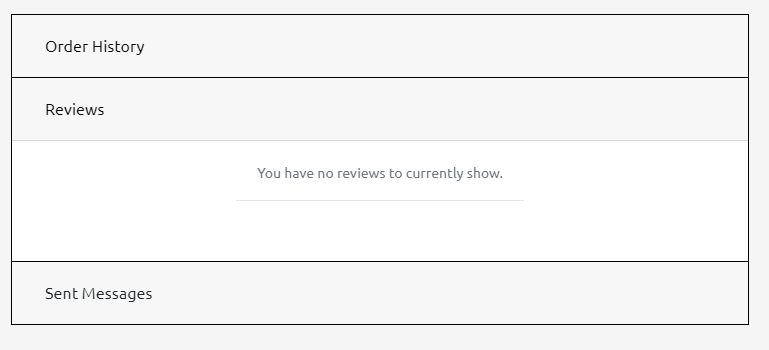 Order History
Reviews
You have no reviews to currently show.
Sent Messages